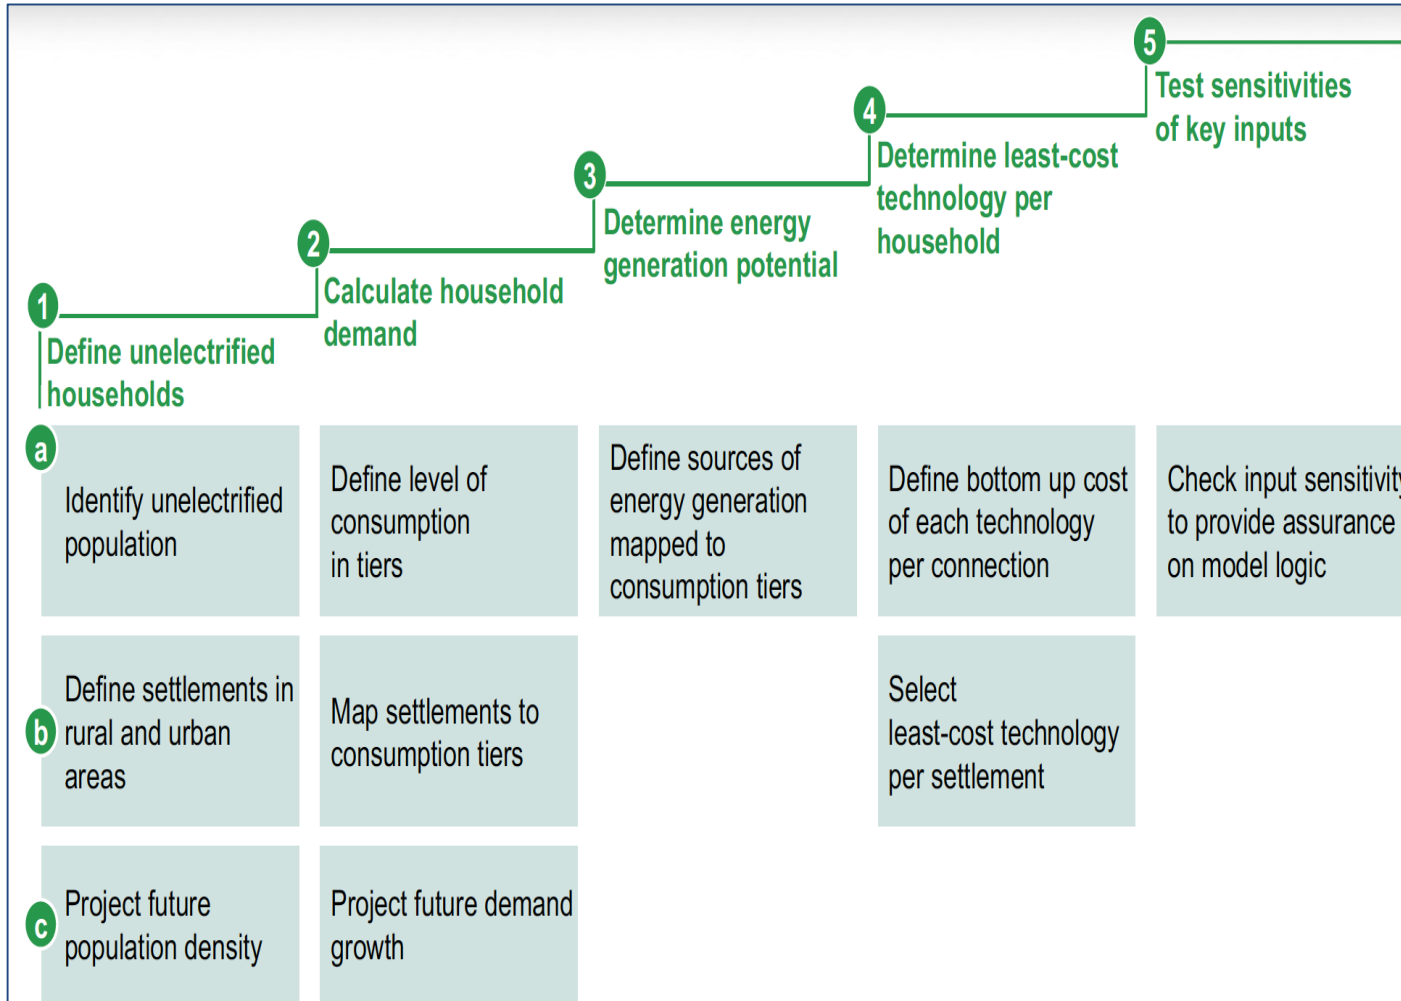 1
Define unelectrified
households
2
Calculate household
demand
3
Determine energy
generation potential
4
Determine least-cost
technology per
household
5
Test sensitivities
of key inputs
a
Identify unelectrified
population
Define level of
consumption
in tiers
Define sources of
energy generation
mapped to
consumption tiers
Define bottom up cost
of each technology
per connection
Check input sensitivity
to provide assurance
on model logic
b
Define settlements in
rural and urban
areas
Map settlements to
consumption tiers
Select
least-cost technology
per settlement
c
Project future
population density
Project future demand
growth